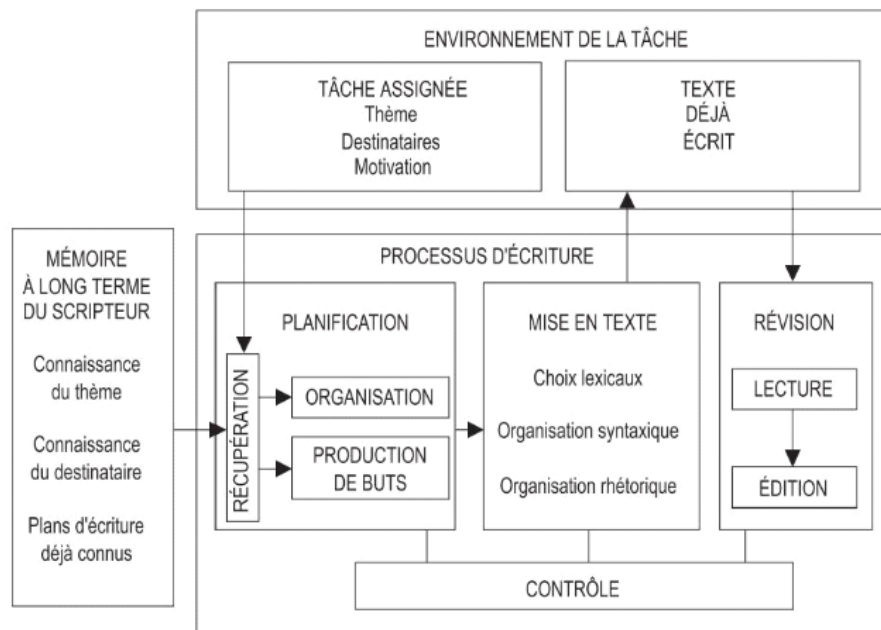 ENVIRONNEMENT DE LA TÂCHE
TÂCHE ASSIGNÉE
Thème
Destinataires
Motivation
TEXTE
DÉJÀ
ÉCRIT
MÉMOIRE
À LONG TERME
DU SCRIPTEUR
Connaissance
du thème
Connaissance
du destinataire
Plans d'écriture
déjà connus
PROCESSUS D'ÉCRITURE
PLANIFICATION
RÉCUPÉRATION
ORGANISATION
PRODUCTION
DE BUTS
MISE EN TEXTE
Choix lexicaux
Organisation syntaxique
Organisation rhétorique
RÉVISION
LECTURE
ÉDITION
CONTRÔLE